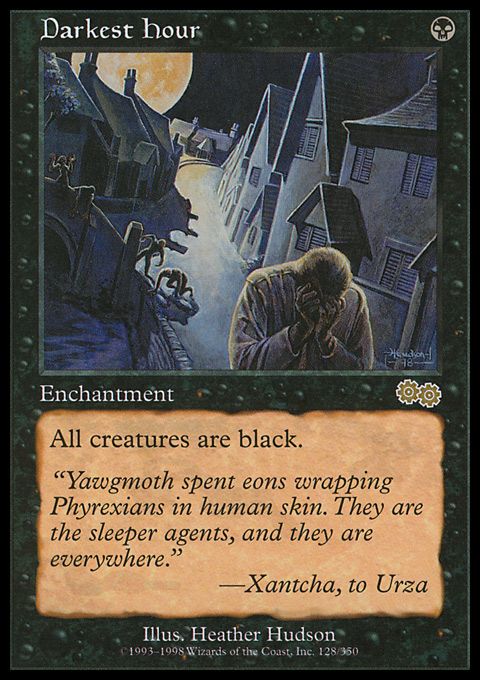 Darkest Hour
Enchantment
All creatures are black.
“Yawgmoth spent eons wrapping
Phyrexians in human skin. They are
the sleeper agents, and they are
everywhere.”
—Xantcha, to Urza
Illus. Heather Hudson
©1993–1998 Wizards of the Coast, Inc. 128/350